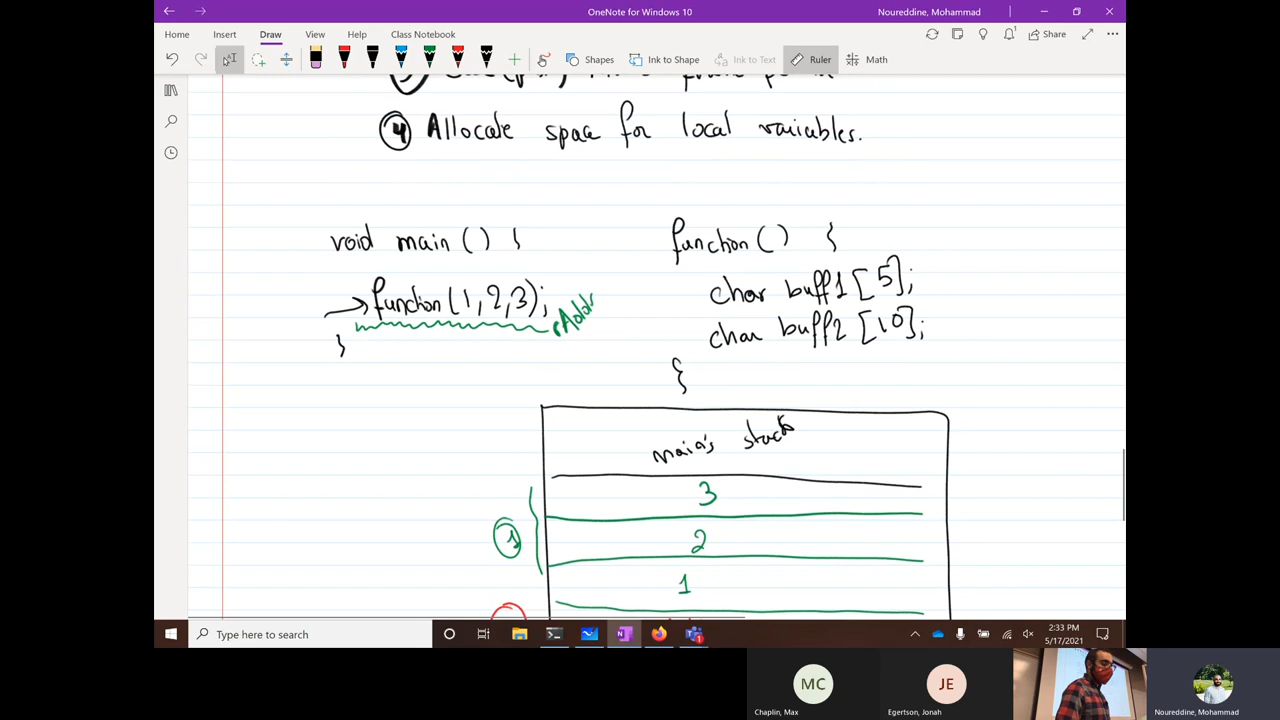 OneNote for Windows 10
Noureddine, Mohammad
Home Insert Draw View Help Class Notebook
Share
Shapes Ink to Shape Ink to Text Ruler Math
4 Allocate space for local variables.
void main () {
function () {
function (1, 2, 3);
rAddr
char buff1 [5];
char buff2 [10];
}
}
main's stack
3
1
2
1
Type here to search
2:33 PM
5/17/2021
MC
JE
Chaplin, Max
Egertson, Jonah
Noureddine, Mohammad